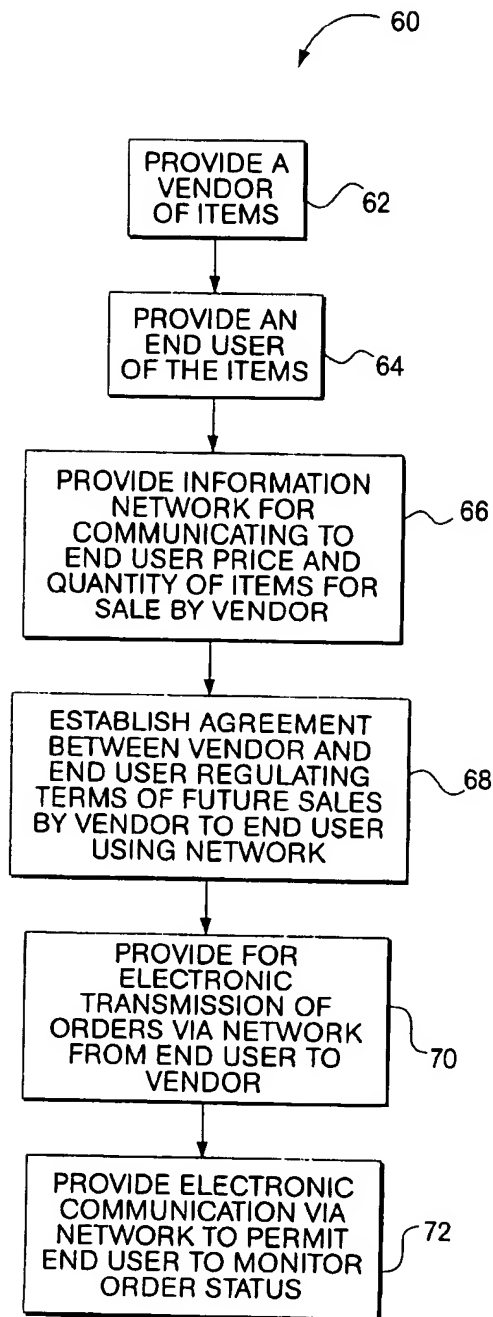 60
PROVIDE A
VENDOR
OF ITEMS
62
PROVIDE AN
END USER
OF THE ITEMS
64
PROVIDE INFORMATION
NETWORK FOR
COMMUNICATING TO
END USER PRICE AND
QUANTITY OF ITEMS FOR
SALE BY VENDOR
66
ESTABLISH AGREEMENT
BETWEEN VENDOR AND
END USER REGULATING
TERMS OF FUTURE SALES
BY VENDOR TO END USER
USING NETWORK
68
PROVIDE FOR
ELECTRONIC
TRANSMISSION OF
ORDERS VIA NETWORK
FROM END USER TO
VENDOR
70
PROVIDE ELECTRONIC
COMMUNICATION VIA
NETWORK TO PERMIT
END USER TO MONITOR
ORDER STATUS
72